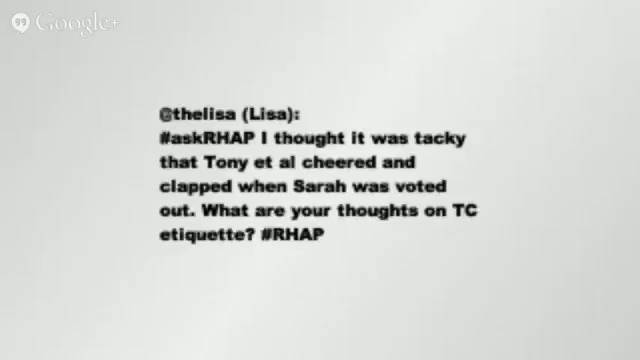 Google+
@thelisa (Lisa):
#askRHAP I thought it was tacky
that Tony et al cheered and
clapped when Sarah was voted
out. What are your thoughts on TC
etiquette? #RHAP